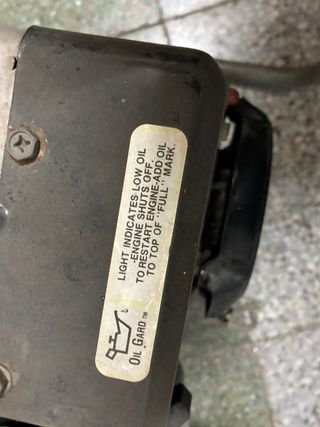 LIGHT INDICATES LOW OIL
-ENGINE SHUTS OFF.
TO RESTART ENGINE-ADD OIL
TO TOP OF "FULL" MARK.
OIL GARD™